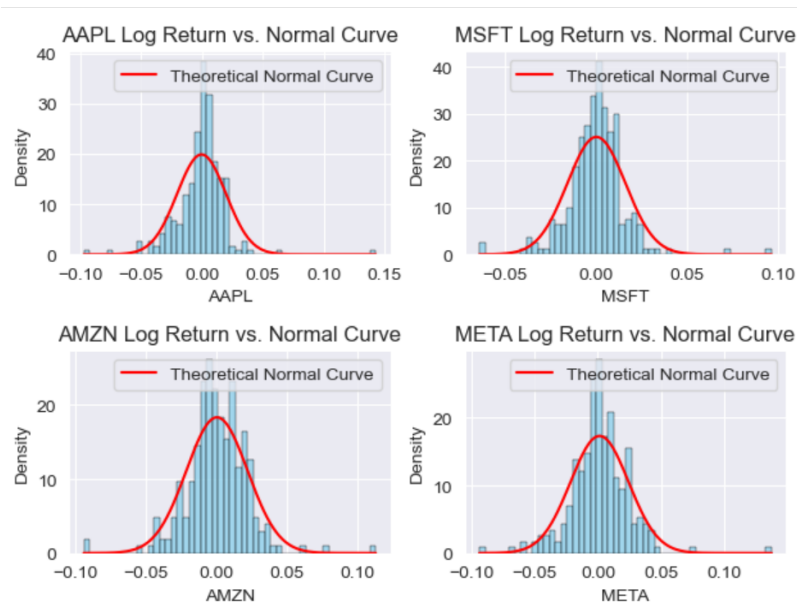 AAPL Log Return vs. Normal Curve
Theoretical Normal Curve
40
30
20
10
0
Density
−0.10 −0.05 0.00 0.05 0.10 0.15
AAPL
MSFT Log Return vs. Normal Curve
Theoretical Normal Curve
40
30
20
10
0
Density
−0.05 0.00 0.05 0.10
MSFT
AMZN Log Return vs. Normal Curve
Theoretical Normal Curve
20
10
0
Density
−0.10 −0.05 0.00 0.05 0.10
AMZN
META Log Return vs. Normal Curve
Theoretical Normal Curve
20
10
0
Density
−0.10 −0.05 0.00 0.05 0.10
META